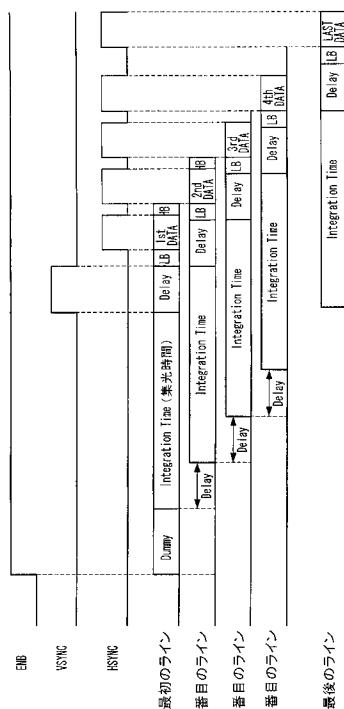 ENB
VSYNC
HSYNC
最初のライン Dummy Integration Time (集光時間) Delay LB 1st DATA HB
番目のライン Delay Integration Time Delay LB 2nd DATA HB
番目のライン Delay Integration Time Delay LB 3rd DATA
番目のライン Delay Integration Time Delay LB 4th DATA
最後のライン Integration Time Delay LB LAST DATA